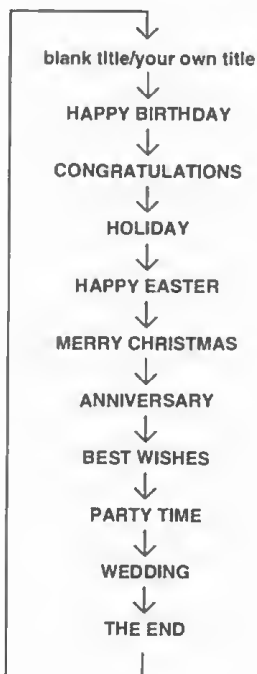 blank title/your own title
HAPPY BIRTHDAY
CONGRATULATIONS
HOLIDAY
HAPPY EASTER
MERRY CHRISTMAS
ANNIVERSARY
BEST WISHES
PARTY TIME
WEDDING
THE END